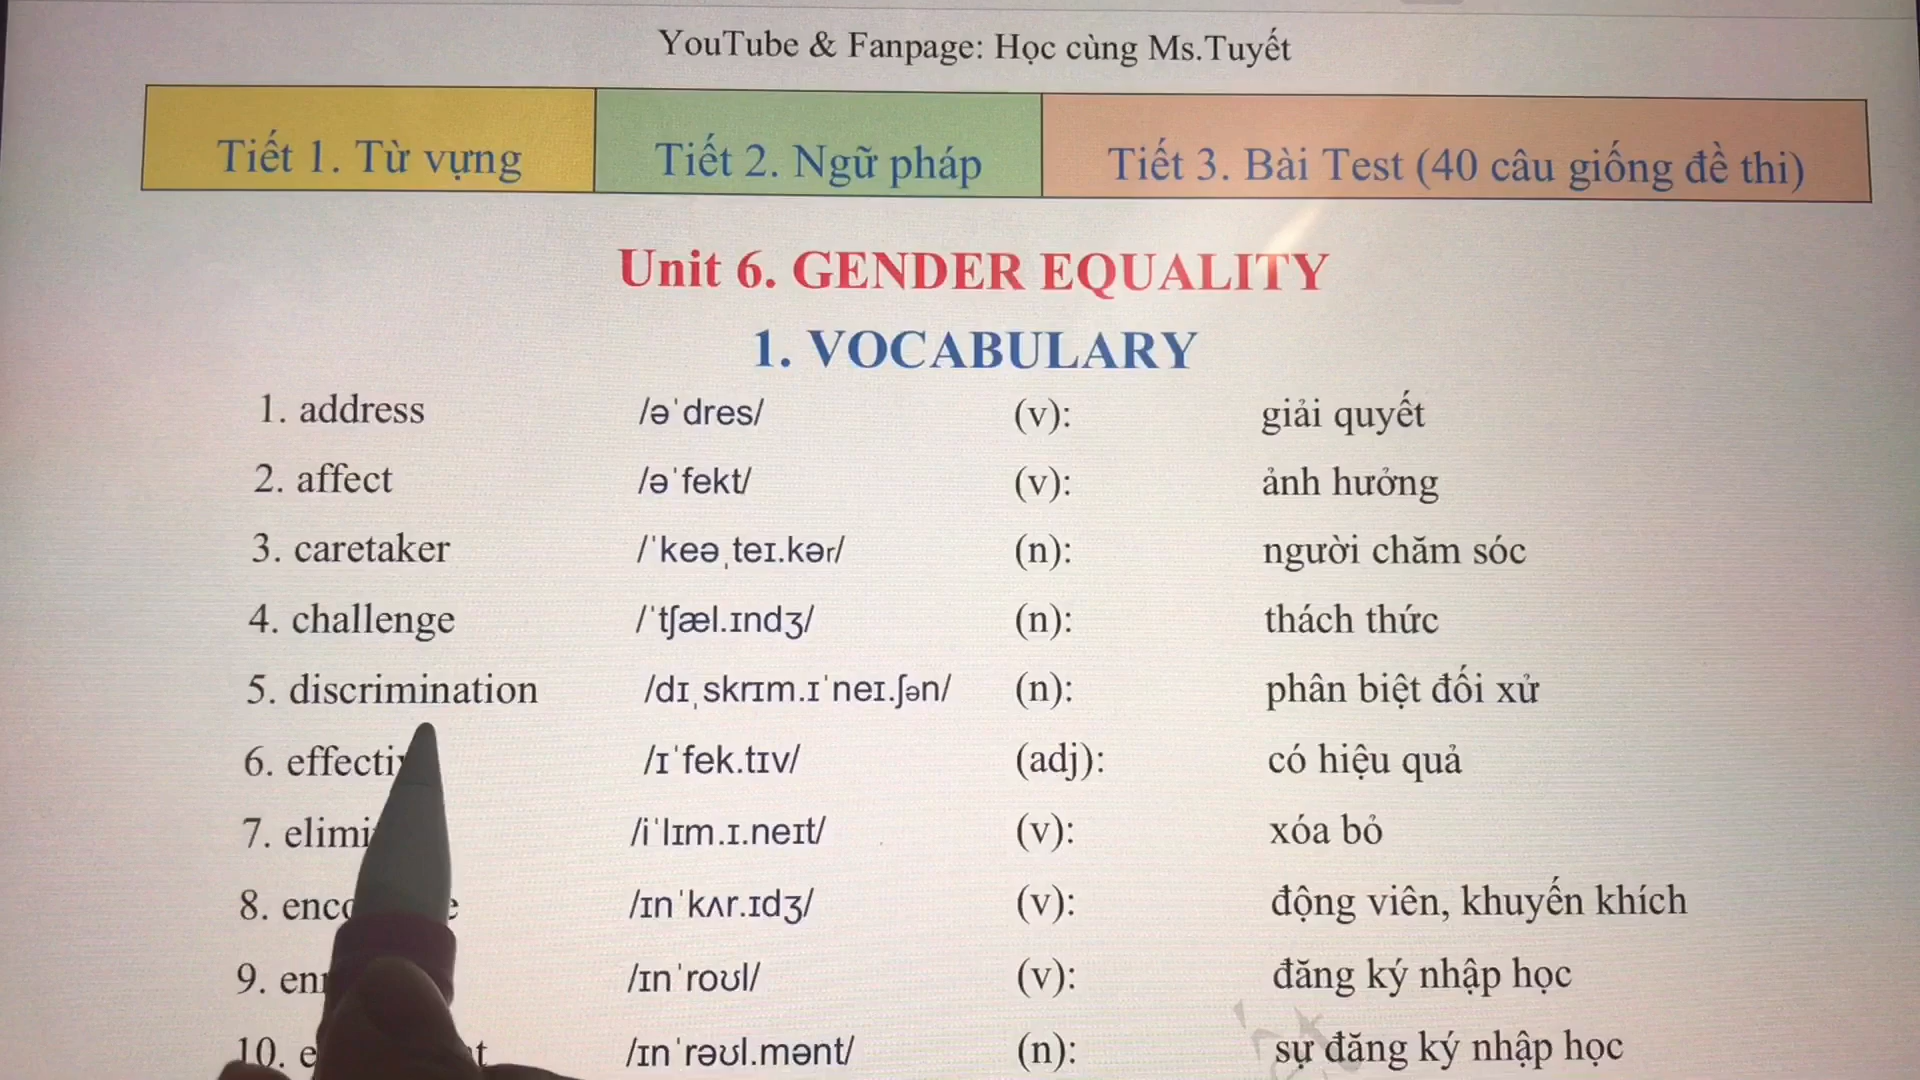 YouTube & Fanpage: Học cùng Ms.Tuyết
Tiết 1. Từ vựng Tiết 2. Ngữ pháp Tiết 3. Bài Test (40 câu giống đề thi)
Unit 6. GENDER EQUALITY
1. VOCABULARY
1. address /əˈdres/ (v): giải quyết
2. affect /əˈfekt/ (v): ảnh hưởng
3. caretaker /ˈkeəˌteɪ.kər/ (n): người chăm sóc
4. challenge /ˈtʃæl.ɪndʒ/ (n): thách thức
5. discrimination /dɪˌskrɪm.ɪˈneɪ.ʃən/ (n): phân biệt đối xử
6. /ɪˈfek.tɪv/ (adj): có hiệu quả
7. /iˈlɪm.ɪ.neɪt/ (v): xóa bỏ
8. /ɪnˈkʌr.ɪdʒ/ (v): động viên, khuyến khích
9. /ɪnˈroʊl/ (v): đăng ký nhập học
10. /ɪnˈrəʊl.mənt/ (n): sự đăng ký nhập học